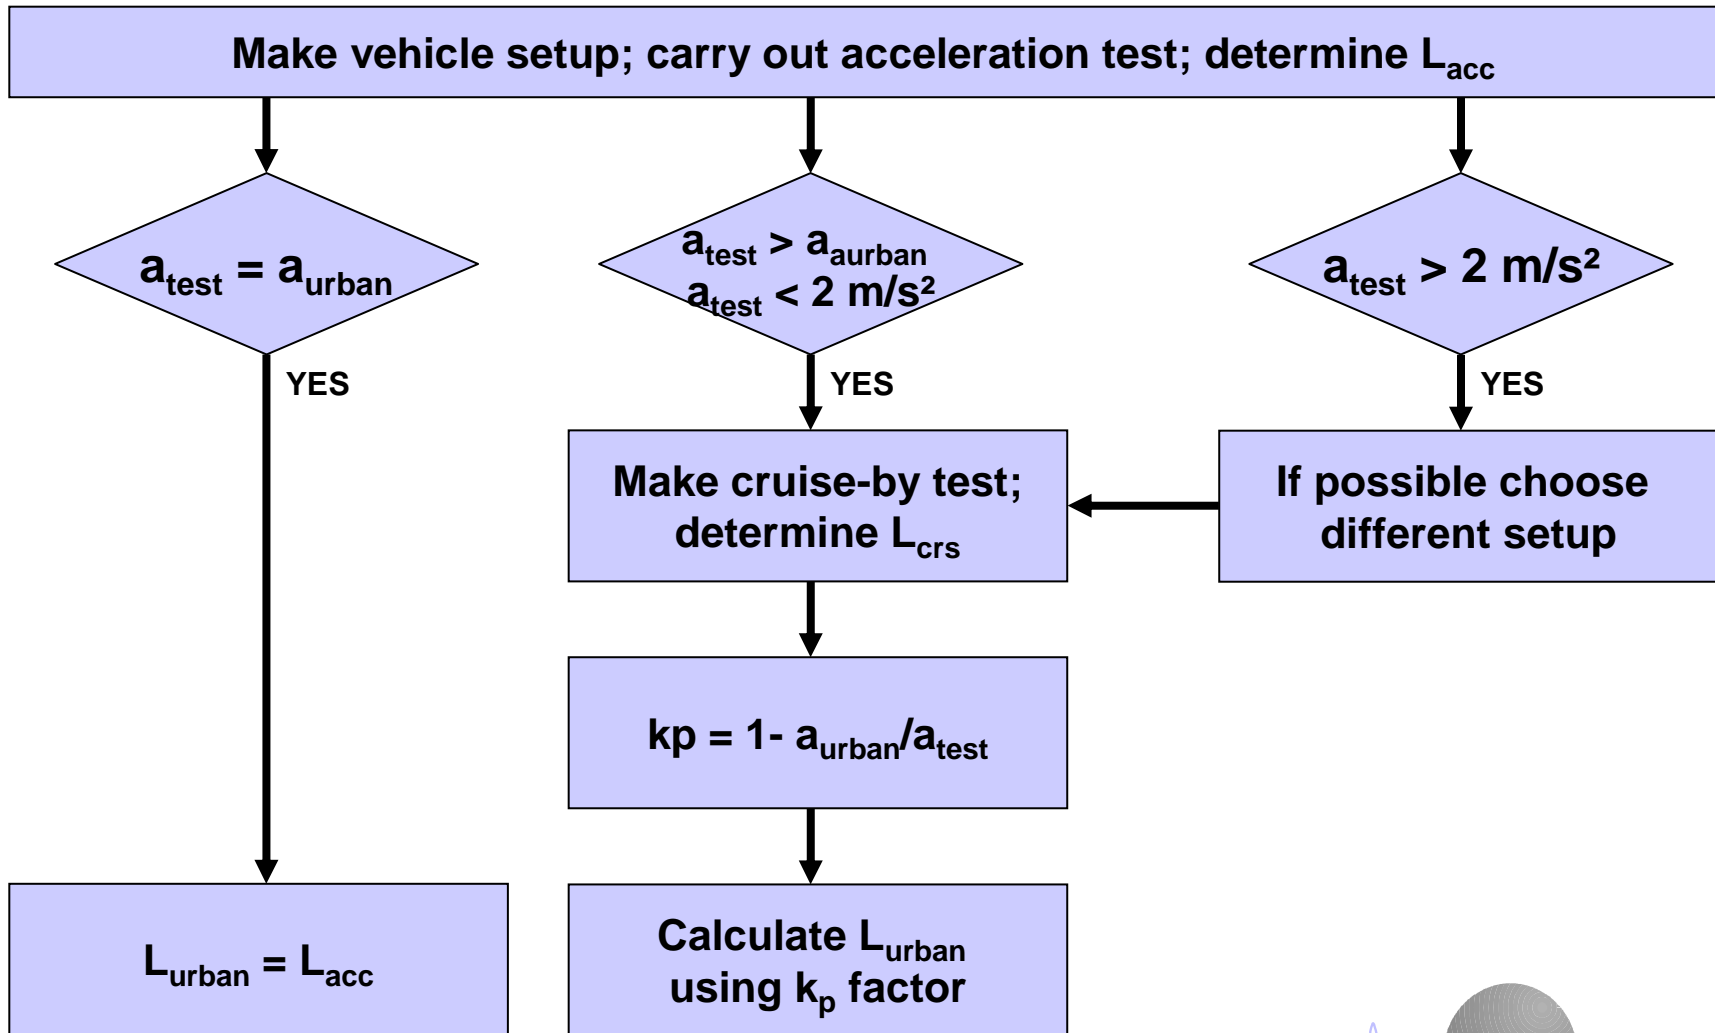 Make vehicle setup; carry out acceleration test; determine Lacc
atest = aurban
atest > aaurban
atest < 2 m/s²
atest > 2 m/s²
YES
YES
YES
Make cruise-by test;
determine Lcrs
If possible choose
different setup
kp = 1- aurban/atest
Lurban = Lacc
Calculate Lurban
using kp factor